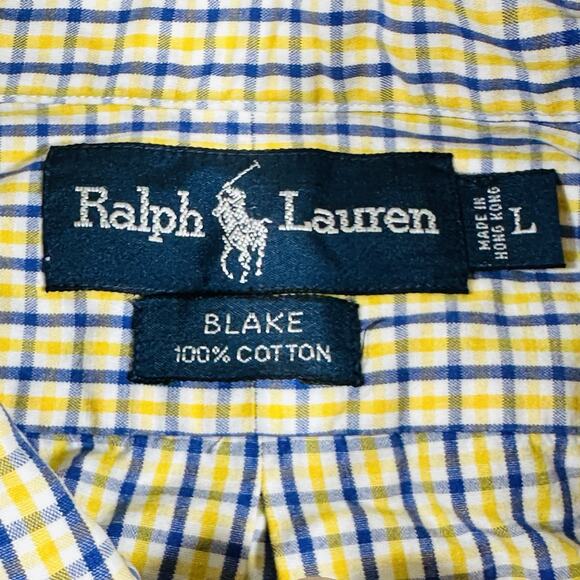 Ralph Lauren
MADE IN
HONG KONG
L
BLAKE
100% COTTON